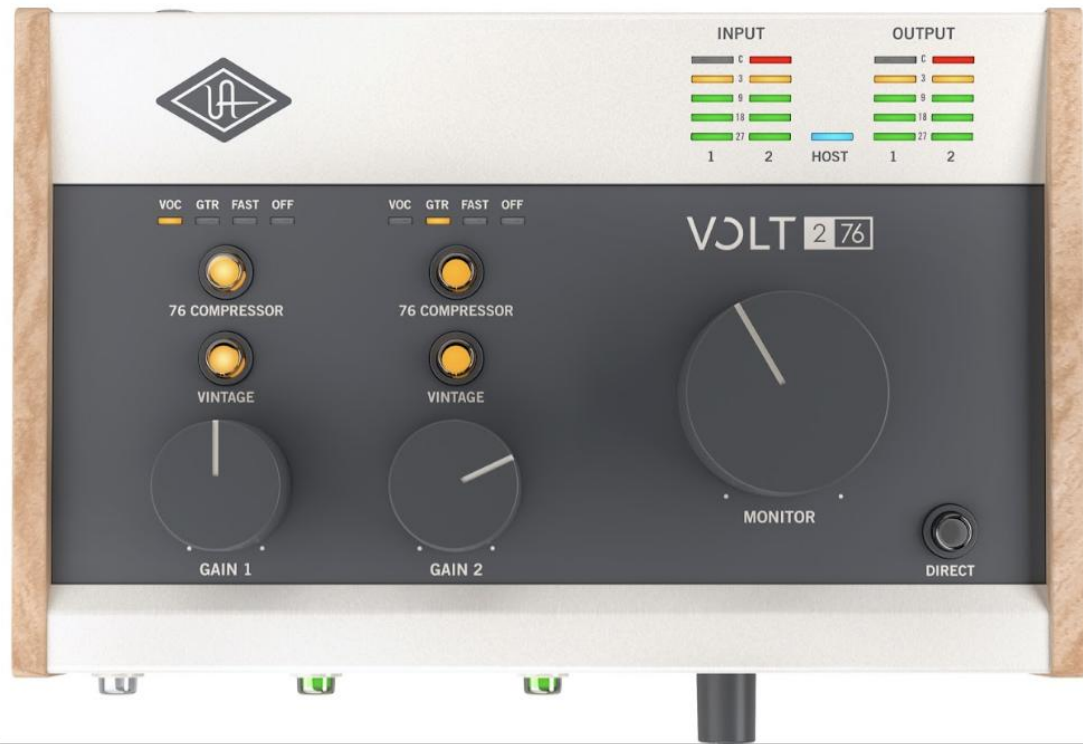 INPUT OUTPUT
C C
3 3
9 9
18 18
27 27
1 2 HOST 1 2
UA
VOC GTR FAST OFF VOC GTR FAST OFF
VOLT 2 76
76 COMPRESSOR 76 COMPRESSOR
VINTAGE VINTAGE
MONITOR
GAIN 1 GAIN 2 DIRECT